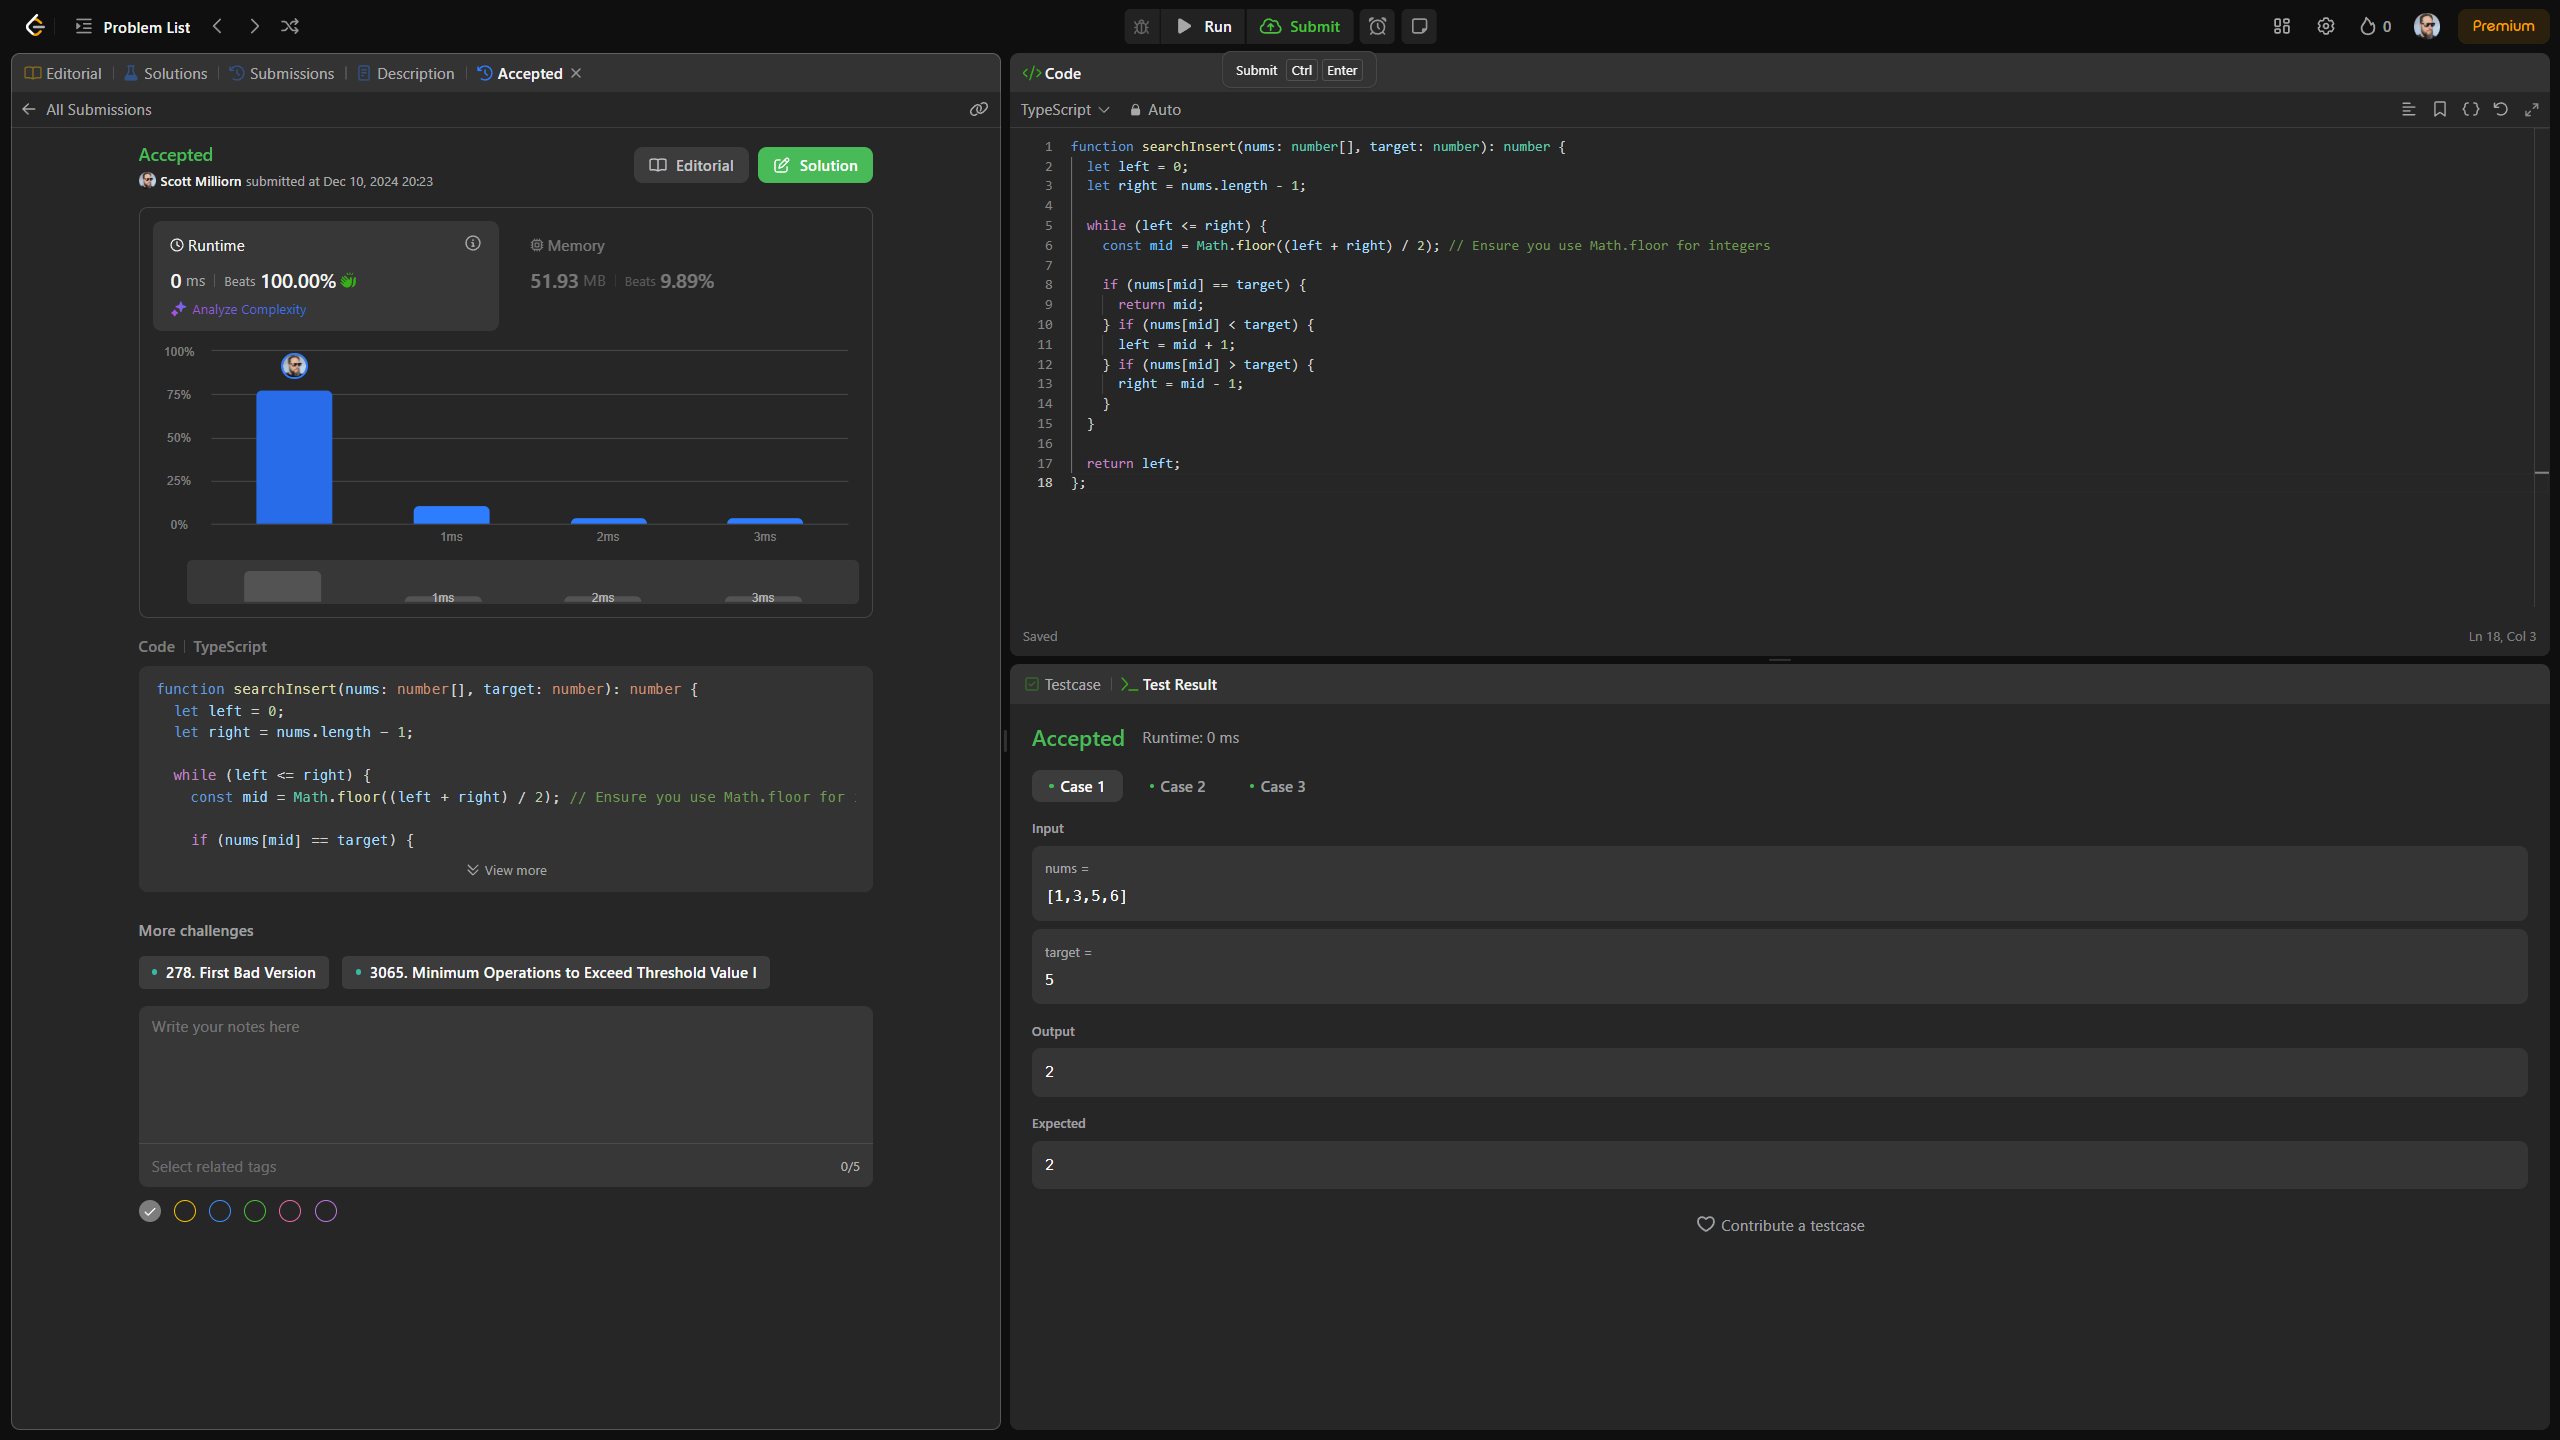 Problem List
Run
Submit
0
Premium
Editorial
Solutions
Submissions
Description
Accepted
All Submissions
Accepted
Editorial
Solution
Scott Milliorn submitted at Dec 10, 2024 20:23
Runtime
0 ms
Beats 100.00%
Analyze Complexity
Memory
51.93 MB
Beats 9.89%
100%
75%
50%
25%
0%
1ms
2ms
3ms
1ms
2ms
3ms
Code
TypeScript
function searchInsert(nums: number[], target: number): number {
let left = 0;
let right = nums.length - 1;
while (left <= right) {
const mid = Math.floor((left + right) / 2); // Ensure you use Math.floor for
if (nums[mid] == target) {
View more
More challenges
278. First Bad Version
3065. Minimum Operations to Exceed Threshold Value I
Write your notes here
Select related tags
0/5
</> Code
Submit Ctrl Enter
TypeScript
Auto
1 function searchInsert(nums: number[], target: number): number {
2 let left = 0;
3 let right = nums.length - 1;
4
5 while (left <= right) {
6 const mid = Math.floor((left + right) / 2); // Ensure you use Math.floor for integers
7
8 if (nums[mid] == target) {
9 return mid;
10 } if (nums[mid] < target) {
11 left = mid + 1;
12 } if (nums[mid] > target) {
13 right = mid - 1;
14 }
15 }
16
17 return left;
18 };
Saved
Ln 18, Col 3
Testcase
Test Result
Accepted
Runtime: 0 ms
Case 1
Case 2
Case 3
Input
nums =
[1,3,5,6]
target =
5
Output
2
Expected
2
Contribute a testcase